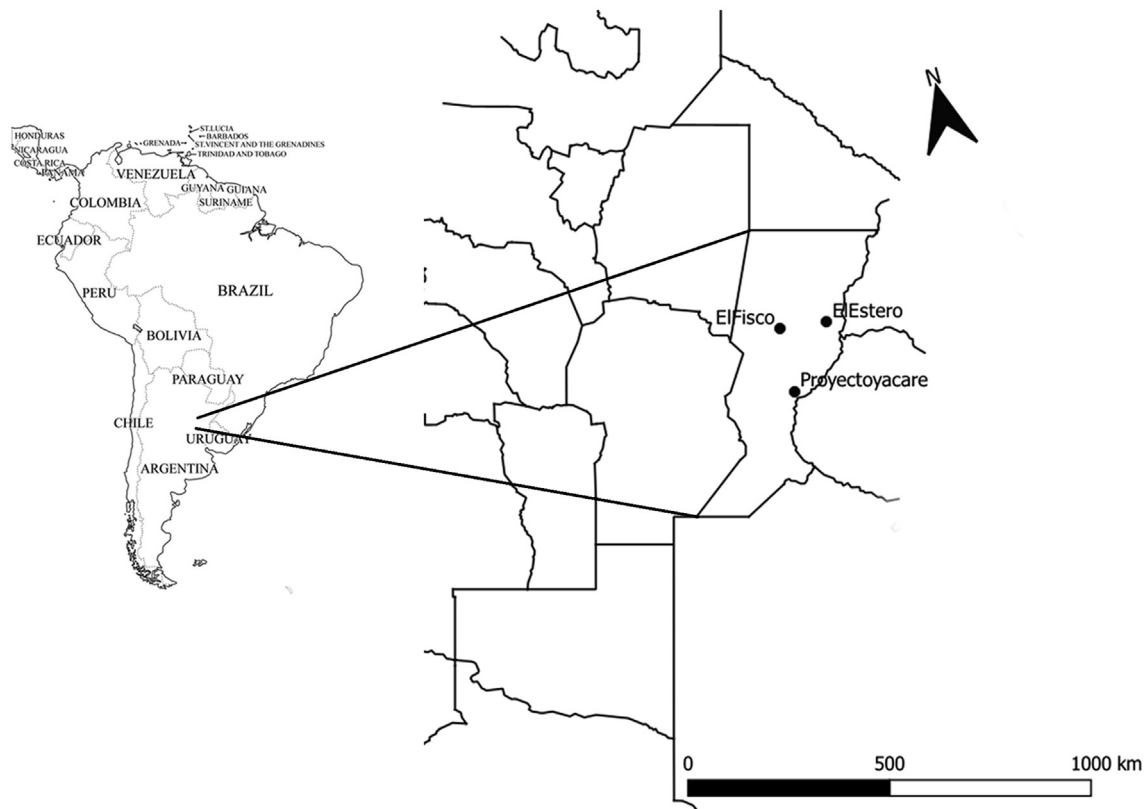 HONDURAS
NICARAGUA
COSTA RICA
PANAMA
ST.LUCIA
BARBADOS
GRENADA
ST.VINCENT AND THE GRENADINES
TRINIDAD AND TOBAGO
VENEZUELA
GUYANA
GUIANA
SURINAME
COLOMBIA
ECUADOR
PERU
BRAZIL
BOLIVIA
PARAGUAY
CHILE
URUGUAY
ARGENTINA
N
ElFisco
ElEstero
Proyectoyacare
0 500 1000 km